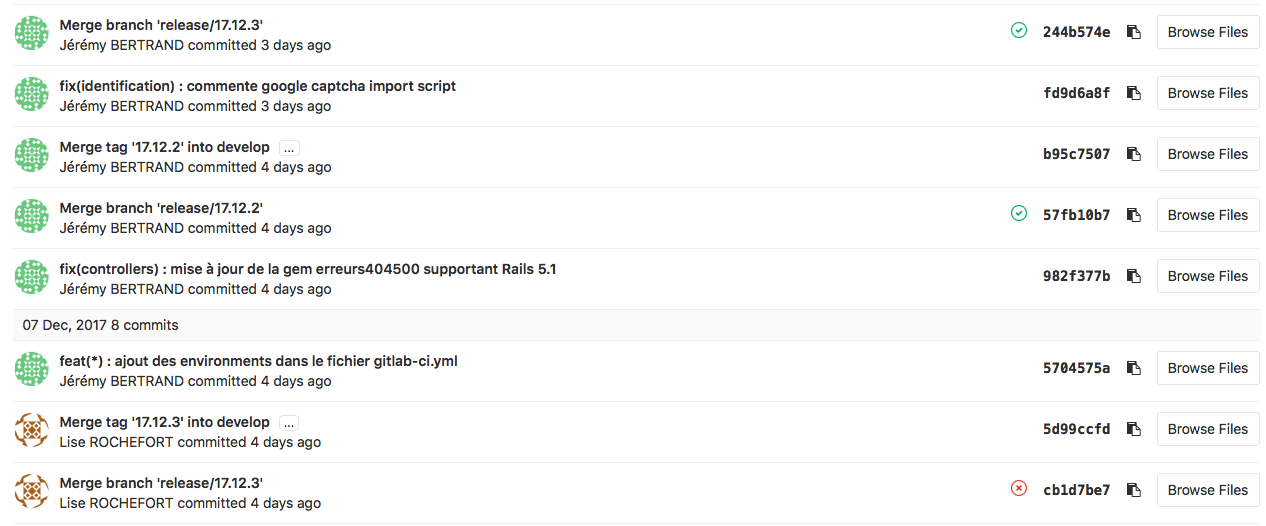 Merge branch 'release/17.12.3'
Jérémy BERTRAND committed 3 days ago
244b574e
Browse Files
fix(identification) : commente google captcha import script
Jérémy BERTRAND committed 3 days ago
fd9d6a8f
Browse Files
Merge tag '17.12.2' into develop ...
Jérémy BERTRAND committed 4 days ago
b95c7507
Browse Files
Merge branch 'release/17.12.2'
Jérémy BERTRAND committed 4 days ago
57fb10b7
Browse Files
fix(controllers) : mise à jour de la gem erreurs404500 supportant Rails 5.1
Jérémy BERTRAND committed 4 days ago
982f377b
Browse Files
07 Dec, 2017 8 commits
feat(*) : ajout des environments dans le fichier gitlab-ci.yml
Jérémy BERTRAND committed 4 days ago
5704575a
Browse Files
Merge tag '17.12.3' into develop ...
Lise ROCHEFORT committed 4 days ago
5d99ccfd
Browse Files
Merge branch 'release/17.12.3'
Lise ROCHEFORT committed 4 days ago
cb1d7be7
Browse Files